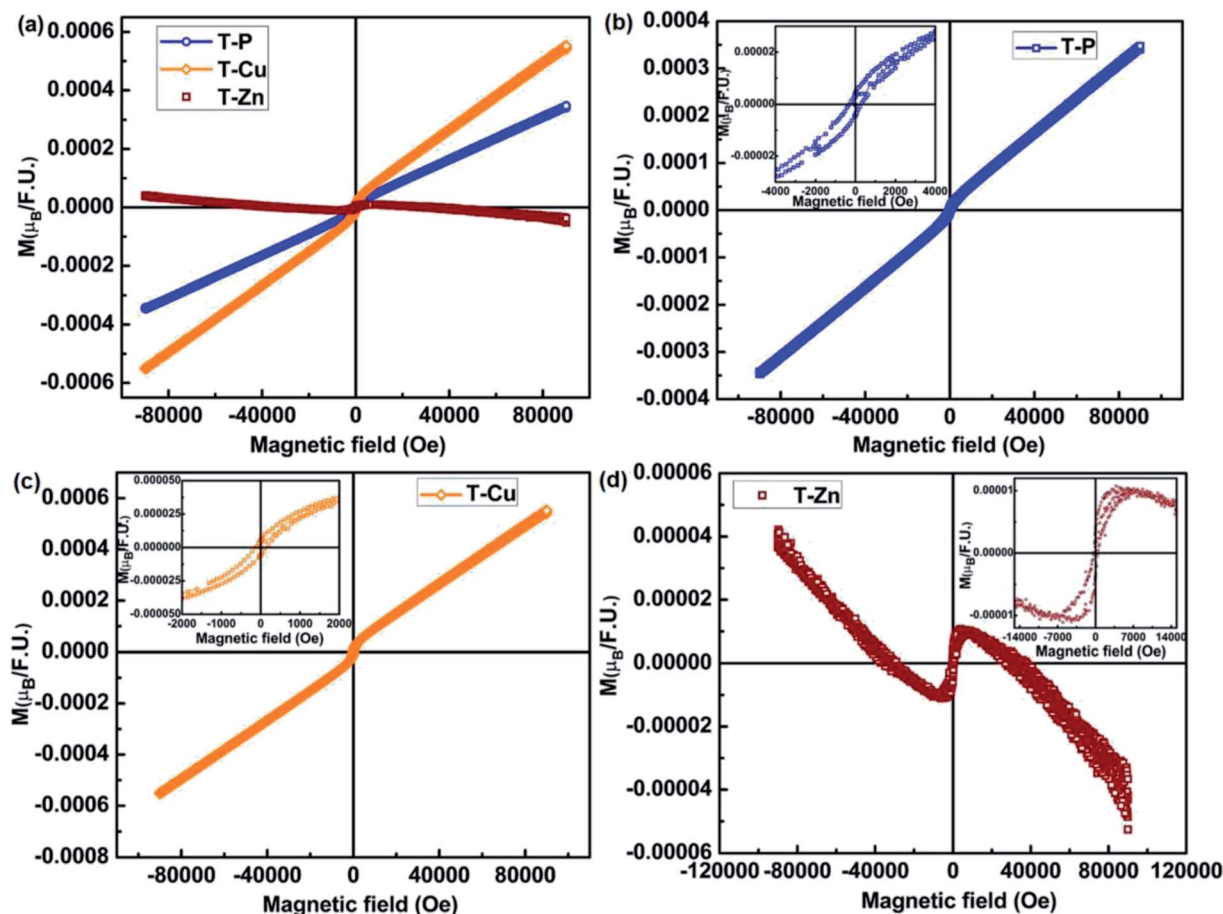 (a)
T-P
T-Cu
T-Zn
M(μB/F.U.)
0.0006
0.0004
0.0002
0.0000
-0.0002
-0.0004
-0.0006
-80000 -40000 0 40000 80000
Magnetic field (Oe)
(b)
T-P
M(μB/F.U.)
0.0004
0.0003
0.0002
0.0001
0.0000
-0.0001
-0.0002
-0.0003
-0.0004
-80000 -40000 0 40000 80000
Magnetic field (Oe)
M(μB/F.U.)
0.00002
0.00000
-0.00002
-4000 -2000 0 2000 4000
Magnetic field (Oe)
(c)
T-Cu
M(μB/F.U.)
0.0006
0.0004
0.0002
0.0000
-0.0002
-0.0004
-0.0006
-0.0008
-80000 -40000 0 40000 80000
Magnetic field (Oe)
M(μB/F.U.)
0.000050
0.000025
0.000000
-0.000025
-0.000050
-2000 -1000 0 1000 2000
Magnetic field (Oe)
(d)
T-Zn
M(μB/F.U.)
0.00006
0.00004
0.00002
0.00000
-0.00002
-0.00004
-0.00006
-120000 -80000 -40000 0 40000 80000 120000
Magnetic field (Oe)
M(μB/F.U.)
0.00001
0.00000
-0.00001
-14000 -7000 0 7000 14000
Magnetic field (Oe)